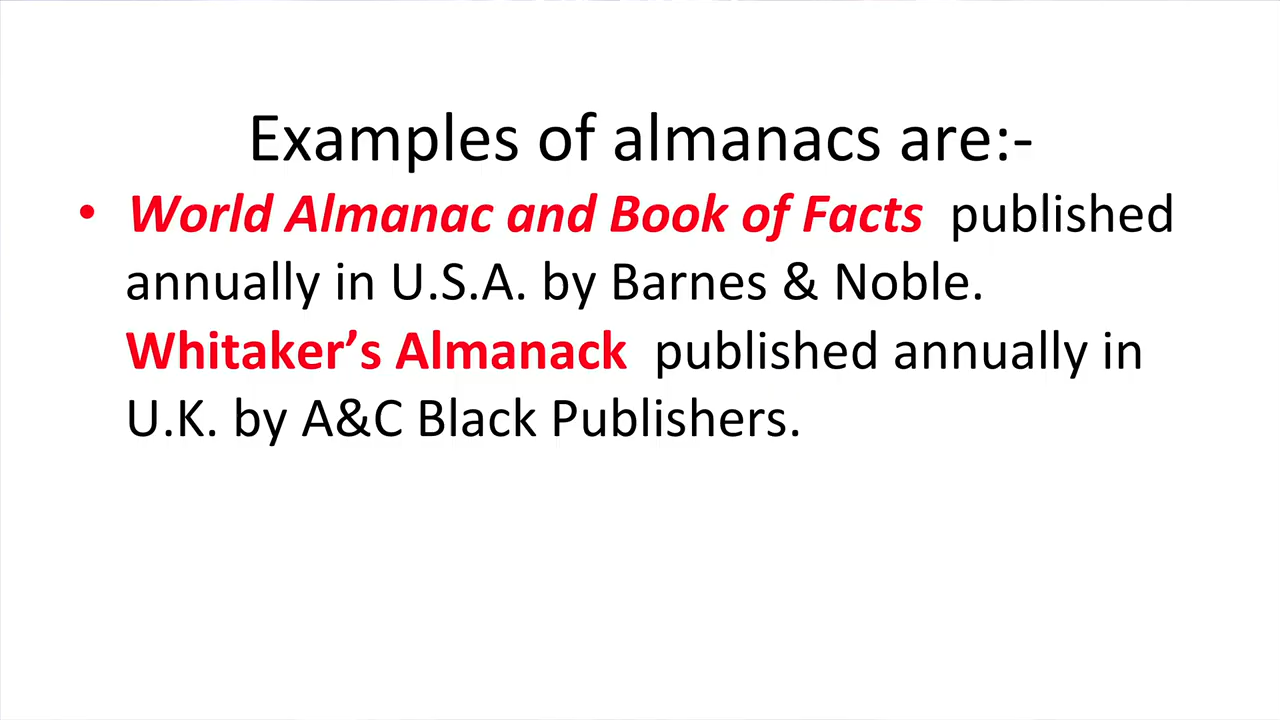 Examples of almanacs are:-
• World Almanac and Book of Facts published
annually in U.S.A. by Barnes & Noble.
Whitaker’s Almanack published annually in
U.K. by A&C Black Publishers.